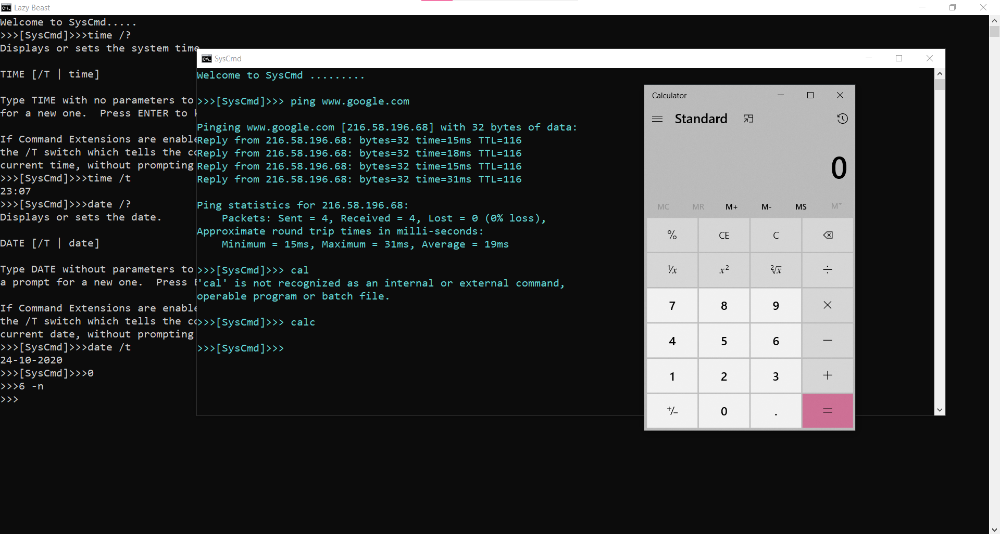 Lazy Beast
Welcome to SysCmd.....
>>>[SysCmd]>>>time /?
Displays or sets the system time
TIME [/T | time]
Type TIME with no parameters to
for a new one.  Press ENTER to
If Command Extensions are
the /T switch which tells the
current time, without prompting
>>>[SysCmd]>>>time /t
23:07
>>>[SysCmd]>>>date /?
Displays or sets the date.
DATE [/T | date]
Type DATE without parameters to
a prompt for a new one.  Press
If Command Extensions are
the /T switch which tells the
current date, without prompting
>>>[SysCmd]>>>date /t
24-10-2020
>>>[SysCmd]>>>0
>>>6 -n
>>>
SysCmd
Welcome to SysCmd .........
>>>[SysCmd]>>> ping www.google.com
Pinging www.google.com [216.58.196.68] with 32 bytes of data:
Reply from 216.58.196.68: bytes=32 time=15ms TTL=116
Reply from 216.58.196.68: bytes=32 time=18ms TTL=116
Reply from 216.58.196.68: bytes=32 time=15ms TTL=116
Reply from 216.58.196.68: bytes=32 time=31ms TTL=116
Ping statistics for 216.58.196.68:
    Packets: Sent = 4, Received = 4, Lost = 0 (0% loss),
Approximate round trip times in milli-seconds:
    Minimum = 15ms, Maximum = 31ms, Average = 19ms
>>>[SysCmd]>>> cal
'cal' is not recognized as an internal or external command,
operable program or batch file.
>>>[SysCmd]>>> calc
>>>[SysCmd]>>>
Calculator
Standard
0
MC MR M+ M- MS M˅
% CE C
¹⁄x x² ²√x ÷
7 8 9 ×
4 5 6 −
1 2 3 +
+/− 0 . =